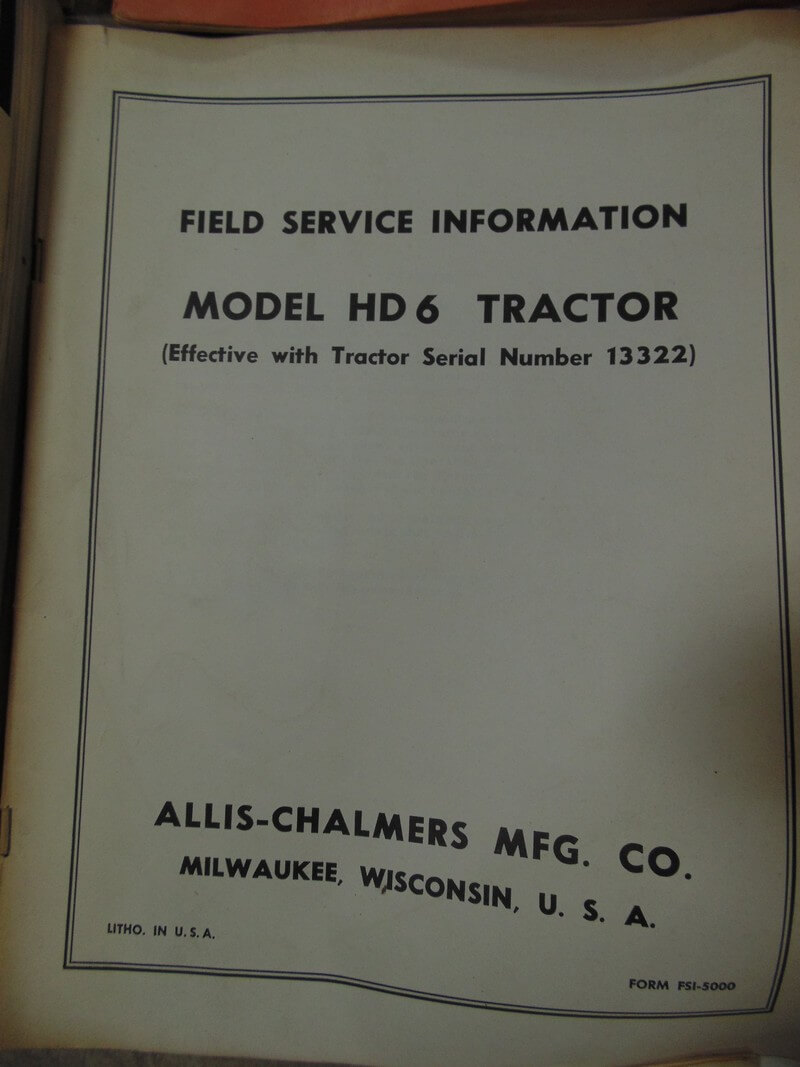 FIELD SERVICE INFORMATION
MODEL HD6 TRACTOR
(Effective with Tractor Serial Number 13322)
ALLIS-CHALMERS MFG. CO.
MILWAUKEE, WISCONSIN, U. S. A.
LITHO. IN U.S.A.
FORM FSI-5000